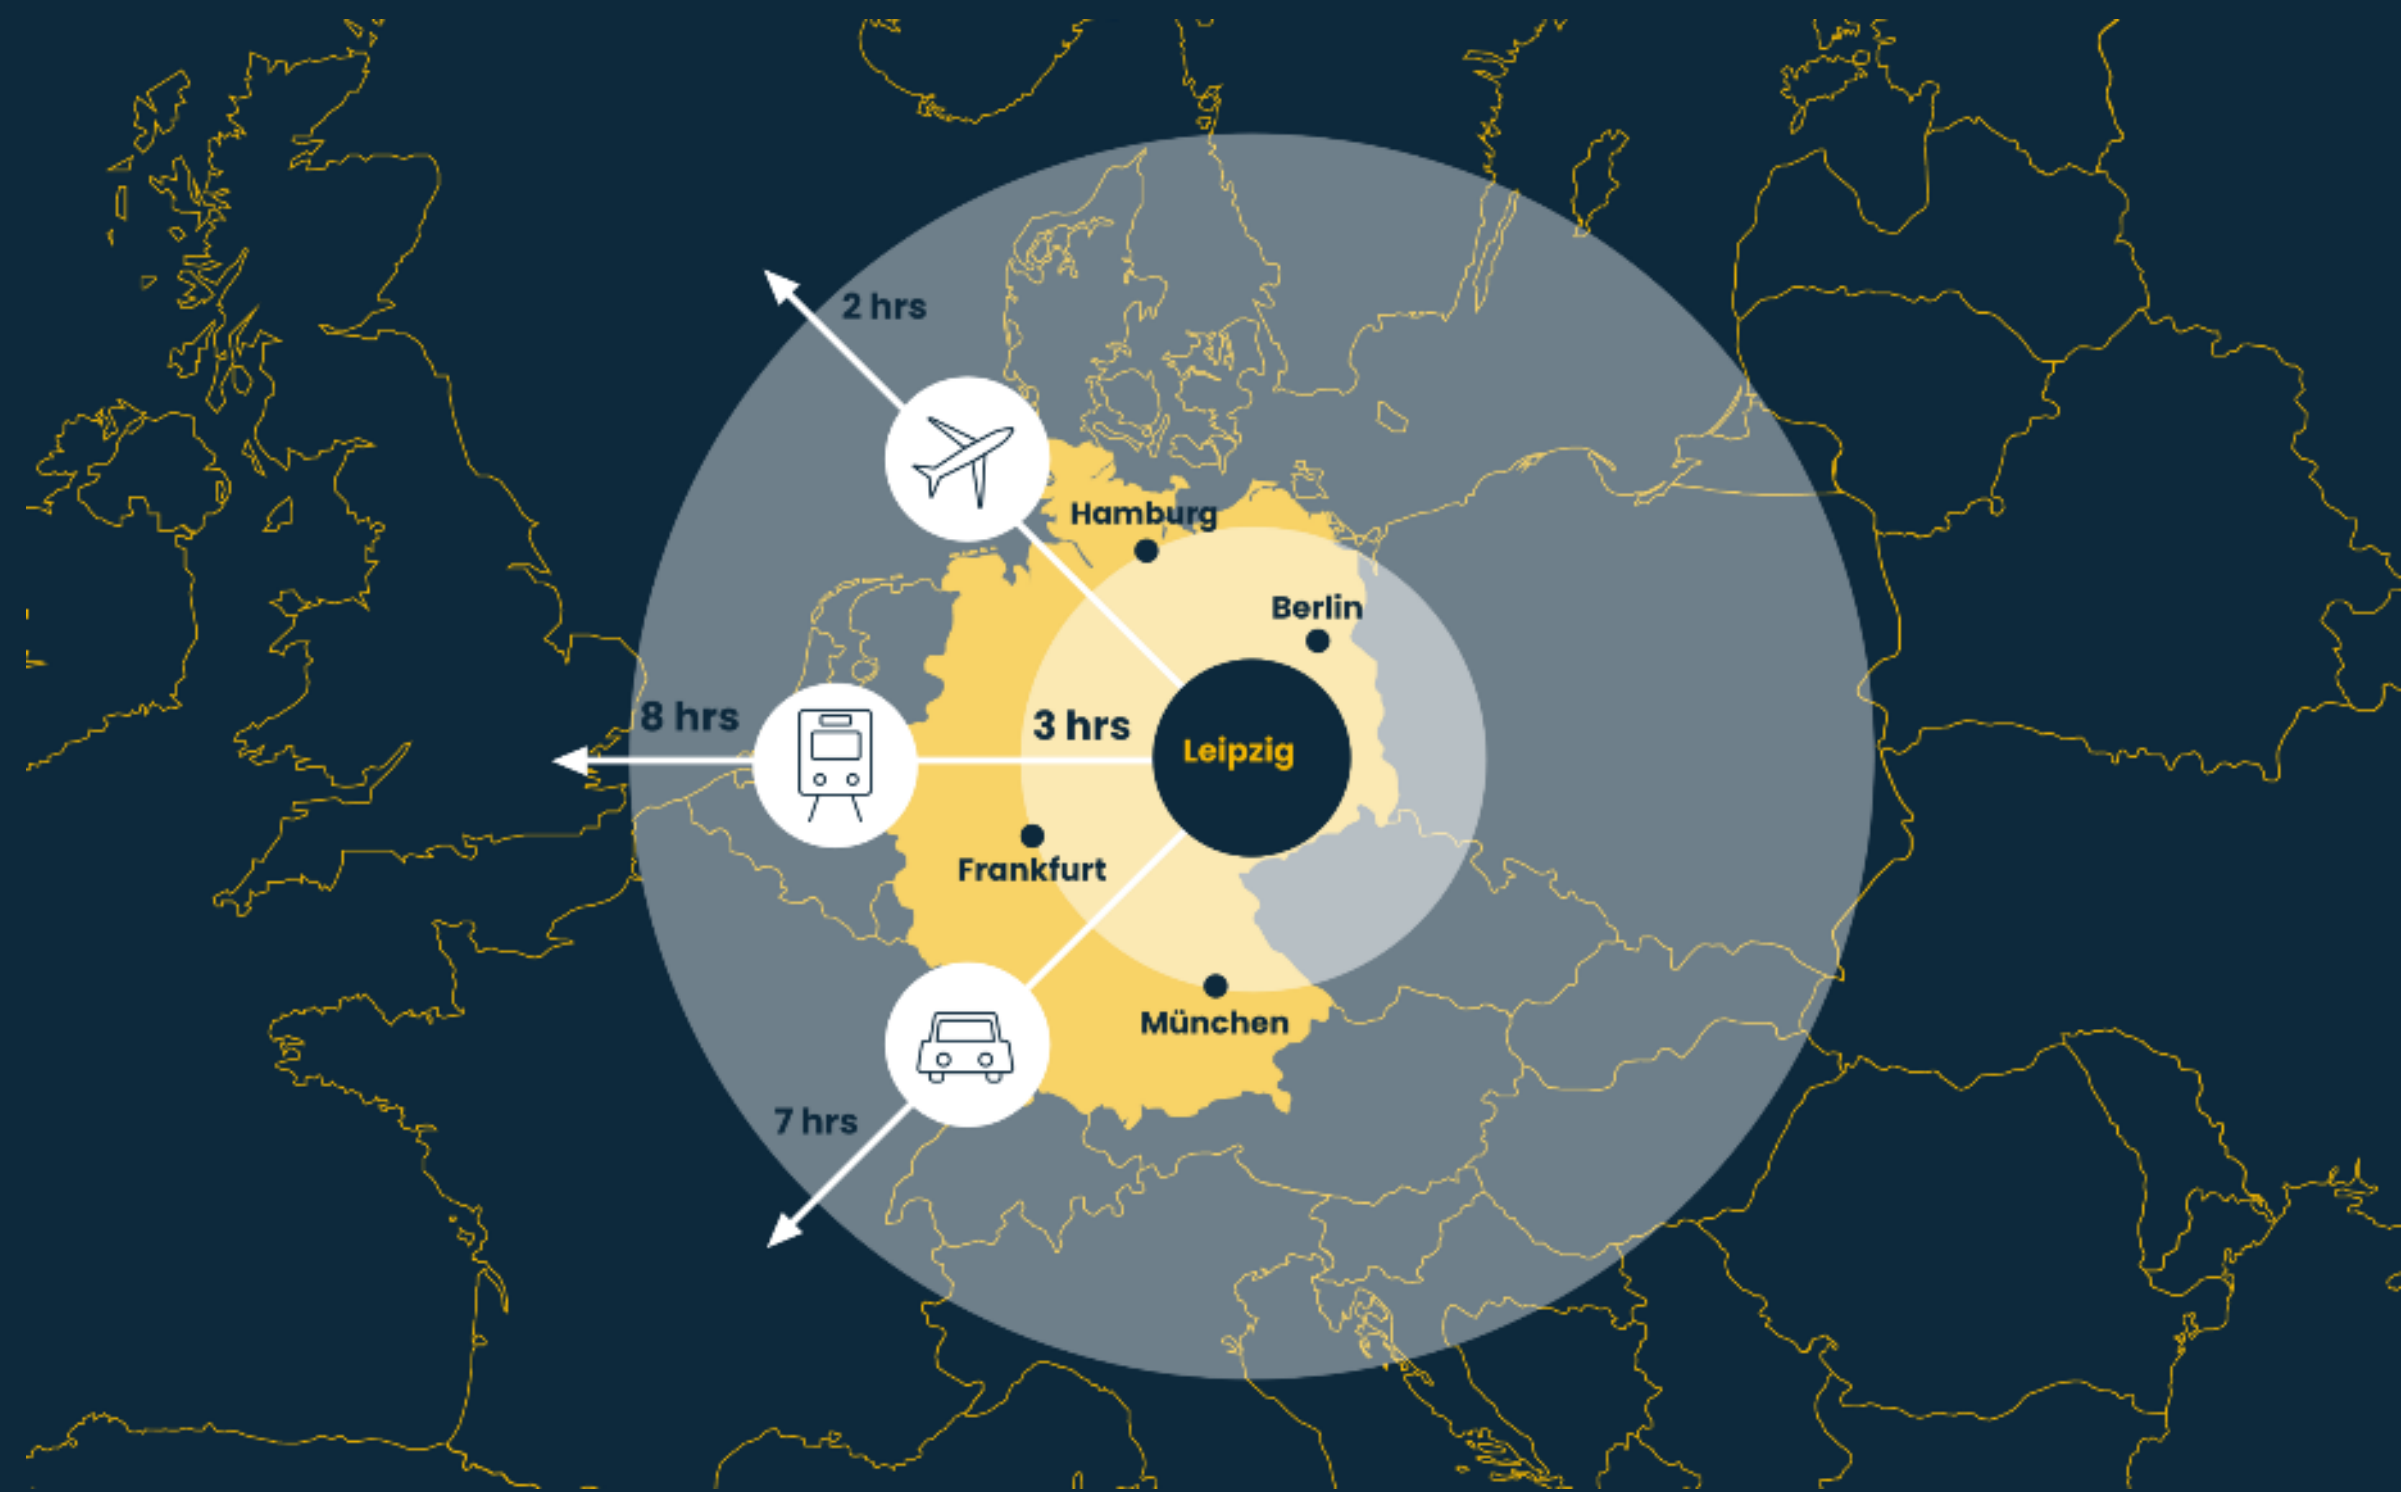 2 hrs
Hamburg
Berlin
8 hrs
3 hrs
Leipzig
Frankfurt
München
7 hrs